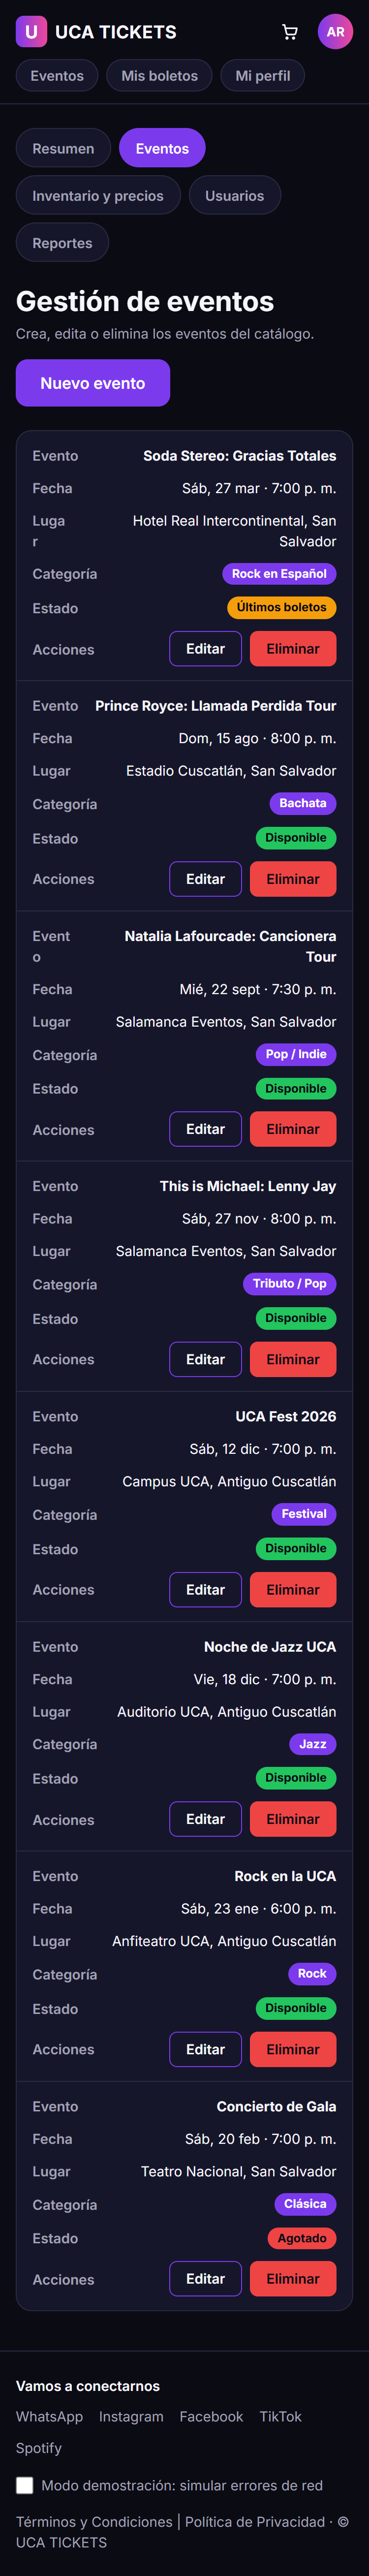 U UCA TICKETS AR
Eventos Mis boletos Mi perfil
Resumen Eventos
Inventario y precios Usuarios
Reportes
Gestión de eventos
Crea, edita o elimina los eventos del catálogo.
Nuevo evento
Evento Soda Stereo: Gracias Totales
Fecha Sáb, 27 mar · 7:00 p. m.
Luga Hotel Real Intercontinental, San
r Salvador
Categoría Rock en Español
Estado Últimos boletos
Acciones Editar Eliminar
Evento Prince Royce: Llamada Perdida Tour
Fecha Dom, 15 ago · 8:00 p. m.
Lugar Estadio Cuscatlán, San Salvador
Categoría Bachata
Estado Disponible
Acciones Editar Eliminar
Event Natalia Lafourcade: Cancionera
o Tour
Fecha Mié, 22 sept · 7:30 p. m.
Lugar Salamanca Eventos, San Salvador
Categoría Pop / Indie
Estado Disponible
Acciones Editar Eliminar
Evento This is Michael: Lenny Jay
Fecha Sáb, 27 nov · 8:00 p. m.
Lugar Salamanca Eventos, San Salvador
Categoría Tributo / Pop
Estado Disponible
Acciones Editar Eliminar
Evento UCA Fest 2026
Fecha Sáb, 12 dic · 7:00 p. m.
Lugar Campus UCA, Antiguo Cuscatlán
Categoría Festival
Estado Disponible
Acciones Editar Eliminar
Evento Noche de Jazz UCA
Fecha Vie, 18 dic · 7:00 p. m.
Lugar Auditorio UCA, Antiguo Cuscatlán
Categoría Jazz
Estado Disponible
Acciones Editar Eliminar
Evento Rock en la UCA
Fecha Sáb, 23 ene · 6:00 p. m.
Lugar Anfiteatro UCA, Antiguo Cuscatlán
Categoría Rock
Estado Disponible
Acciones Editar Eliminar
Evento Concierto de Gala
Fecha Sáb, 20 feb · 7:00 p. m.
Lugar Teatro Nacional, San Salvador
Categoría Clásica
Estado Agotado
Acciones Editar Eliminar
Vamos a conectarnos
WhatsApp Instagram Facebook TikTok
Spotify
Modo demostración: simular errores de red
Términos y Condiciones | Política de Privacidad · ©
UCA TICKETS